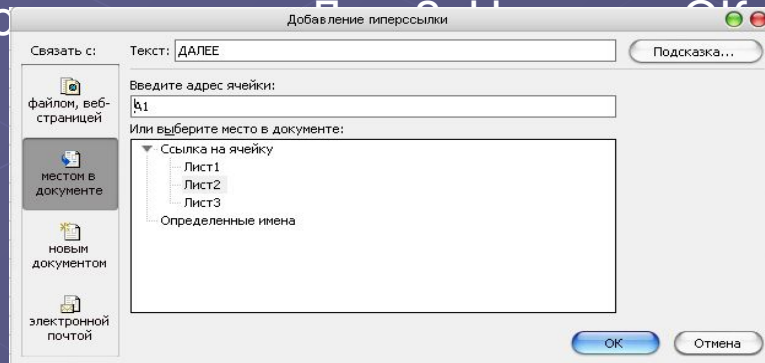 Добавление гиперссылки
Связать с:
Текст: ДАЛЕЕ
Подсказка...
Введите адрес ячейки:
A1
Или выберите место в документе:
Ссылка на ячейку
Лист1
Лист2
Лист3
Определенные имена
файлом, веб-
страницей
местом в
документе
новым
документом
электронной
почтой
ОК
Отмена